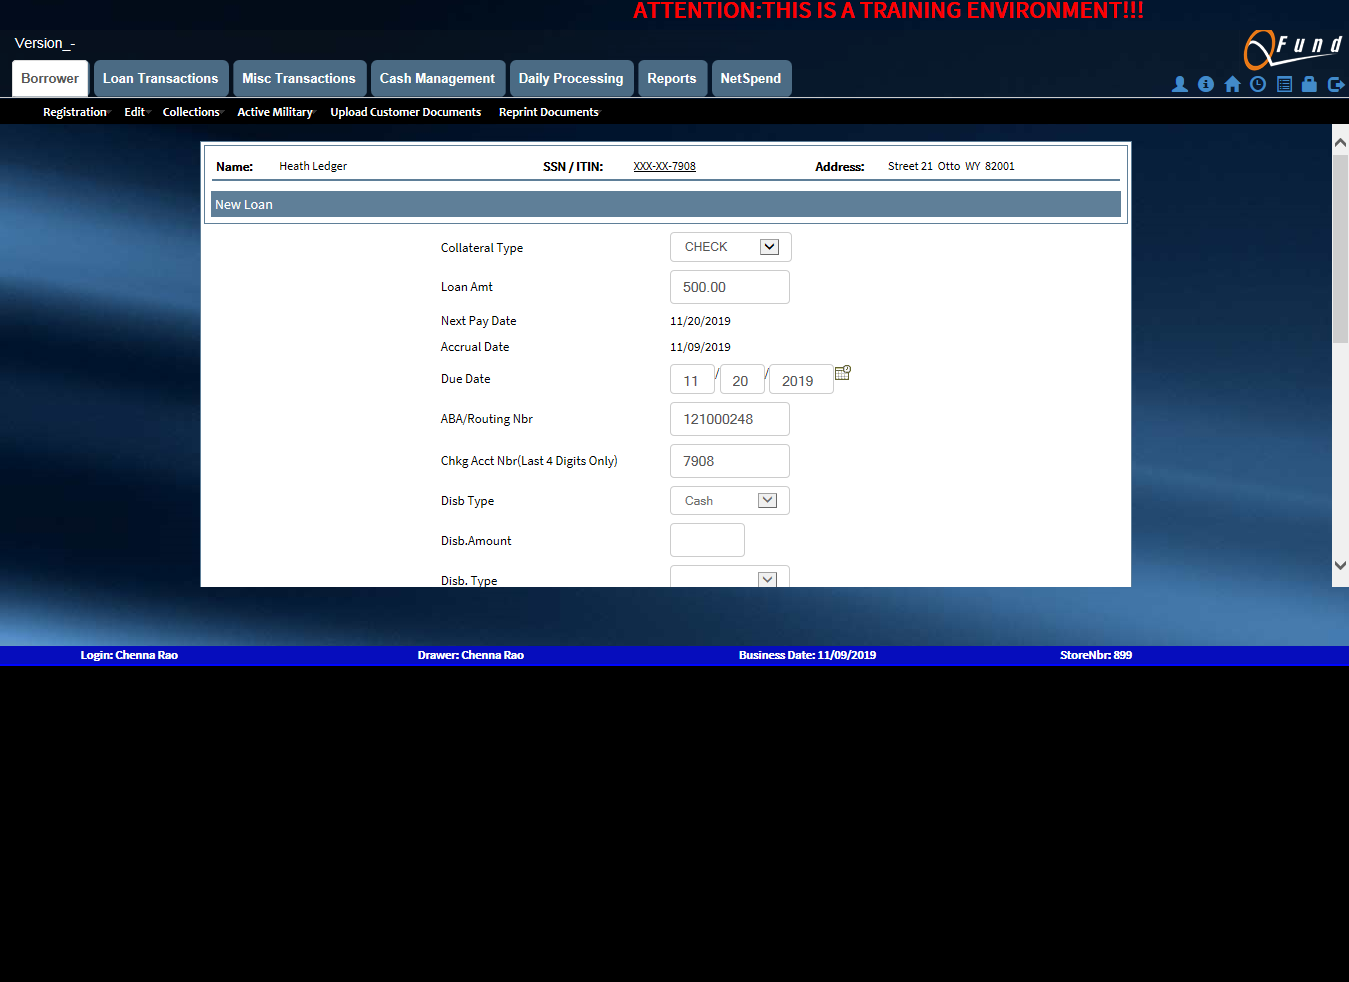 ATTENTION:THIS IS A TRAINING ENVIRONMENT!!!
Version_-
QFund
Borrower Loan Transactions Misc Transactions Cash Management Daily Processing Reports NetSpend
Registration Edit Collections Active Military Upload Customer Documents Reprint Documents
Name: Heath Ledger SSN / ITIN: XXX-XX-7908 Address: Street 21 Otto WY 82001
New Loan
Collateral Type CHECK
Loan Amt 500.00
Next Pay Date 11/20/2019
Accrual Date 11/09/2019
Due Date 11 / 20 / 2019
ABA/Routing Nbr 121000248
Chkg Acct Nbr(Last 4 Digits Only) 7908
Disb Type Cash
Disb.Amount
Disb. Type
Login: Chenna Rao Drawer: Chenna Rao Business Date: 11/09/2019 StoreNbr: 899